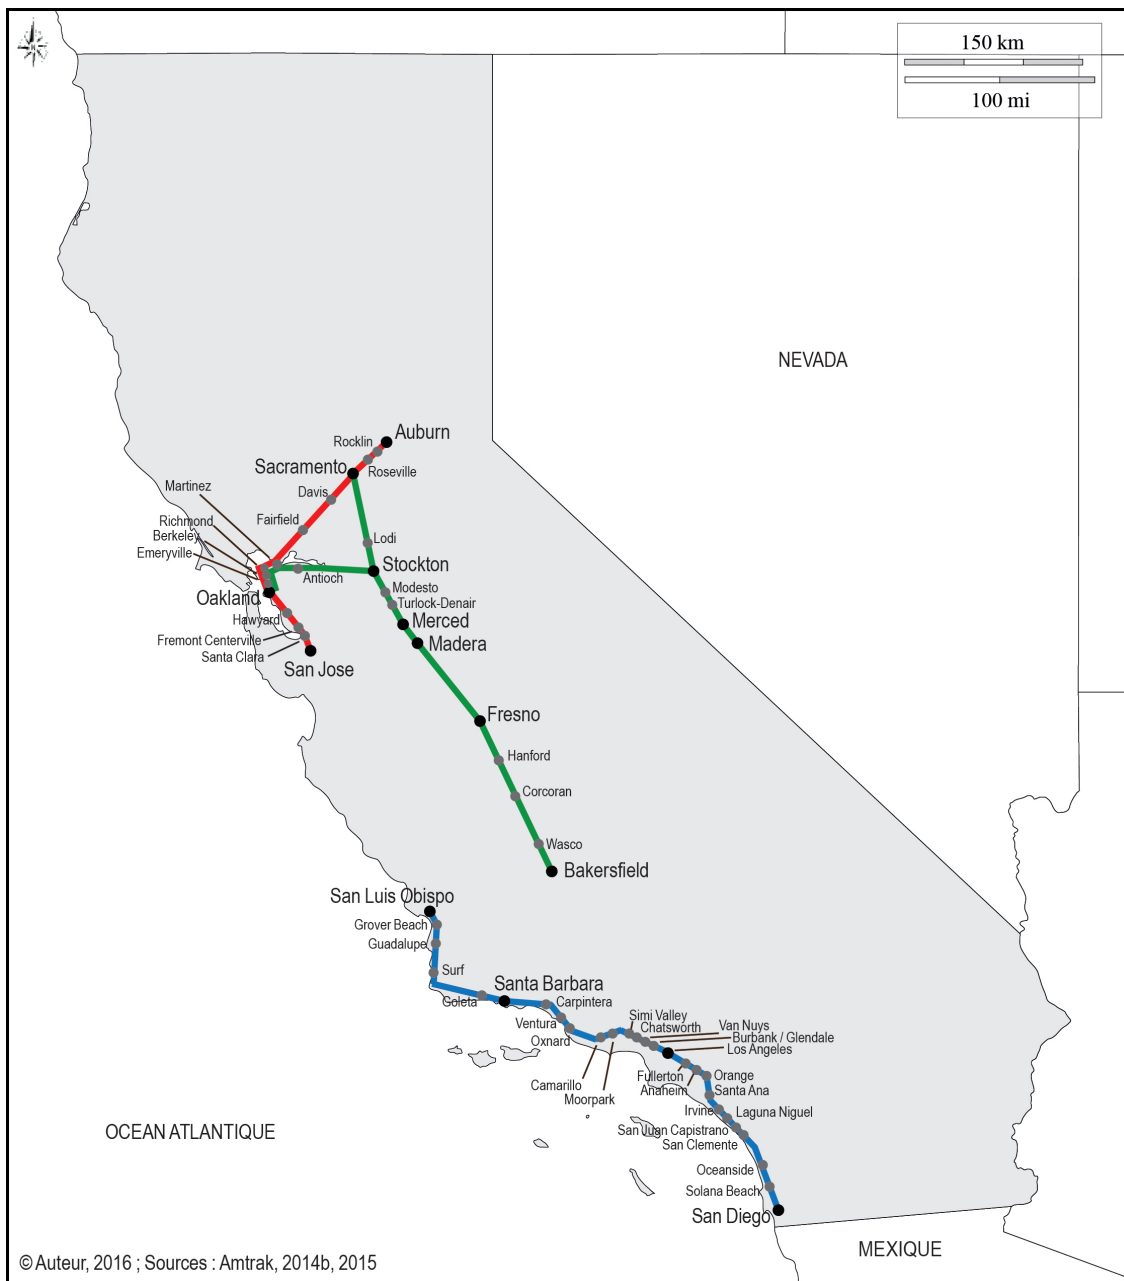 150 km
100 mi
N
NEVADA
Auburn
Rocklin
Sacramento
Roseville
Martinez
Davis
Richmond
Fairfield
Berkeley
Lodi
Emeryville
Stockton
Antioch
Modesto
Oakland
Turlock-Denair
Hawyard
Merced
Fremont Centerville
Madera
Santa Clara
San Jose
Fresno
Hanford
Corcoran
Wasco
Bakersfield
San Luis Obispo
Grover Beach
Guadalupe
Surf
Santa Barbara
Goleta
Carpintera
Simi Valley
Ventura
Chatsworth
Van Nuys
Oxnard
Burbank / Glendale
Los Angeles
Camarillo
Fullerton
Orange
Moorpark
Anaheim
Santa Ana
Irvine
Laguna Niguel
San Juan Capistrano
OCEAN ATLANTIQUE
San Clemente
Oceanside
Solana Beach
San Diego
MEXIQUE
© Auteur, 2016 ; Sources : Amtrak, 2014b, 2015